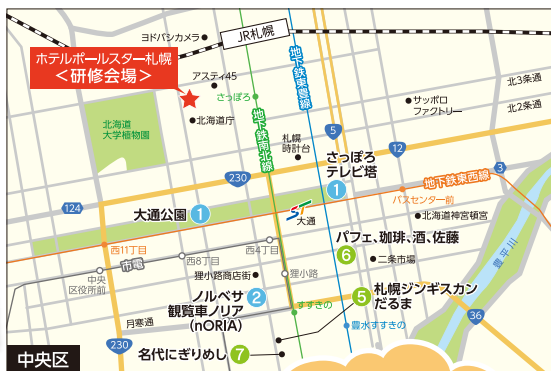 ヨドバシカメラ
JR札幌
ホテルポールスター札幌
＜研修会場＞
アスティ45
さっぽろ
地下鉄東豊線
北3条通
北2条通
サッポロ
ファクトリー
北海道
大学植物園
北海道庁
地下鉄南北線
札幌
時計台
5
12
さっぽろ
テレビ塔
1
230
3
地下鉄東西線
バスセンター前
124
大通公園
1
大通
北海道神宮頓宮
西11丁目
西8丁目
西4丁目
市電
パフェ、珈琲、酒、佐藤
6
二条市場
豊平川
中央
区役所前
狸小路商店街
狸小路
ノルベサ
観覧車ノリア
（nORIA）
2
5
札幌ジンギスカン
だるま
月寒通
すすきの
豊水すすきの
36
230
名代にぎりめし
7
中央区